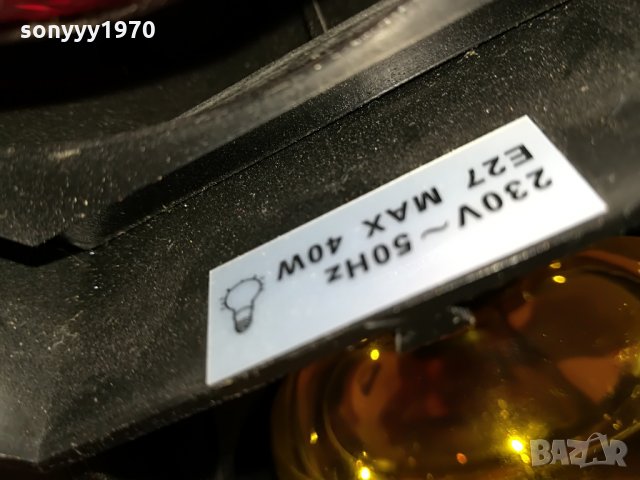 sonyyy1970
230V ~ 50Hz
E27 MAX 40W
BAZAR